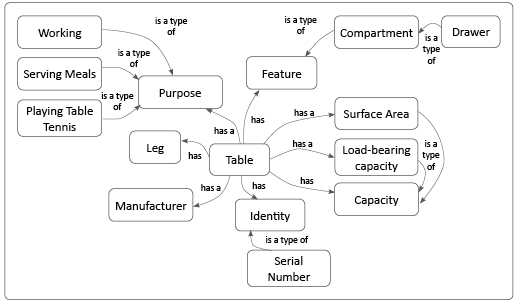 Working
is a type
of
is a type
of
Compartment
Drawer
is a
type
of
Serving Meals
is a type
of
Feature
Purpose
is a type
of
Playing Table
Tennis
has a
has
has a
Surface Area
Leg
has
Table
has a
Load-bearing
capacity
is a
type
of
has
Capacity
Manufacturer
has a
has
Identity
is a type of
Serial
Number